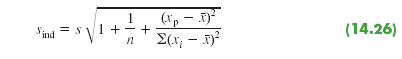 s_ind = s √(1 + 1/n + (x_p − x̄)²/Σ(x_i − x̄)²) (14.26)